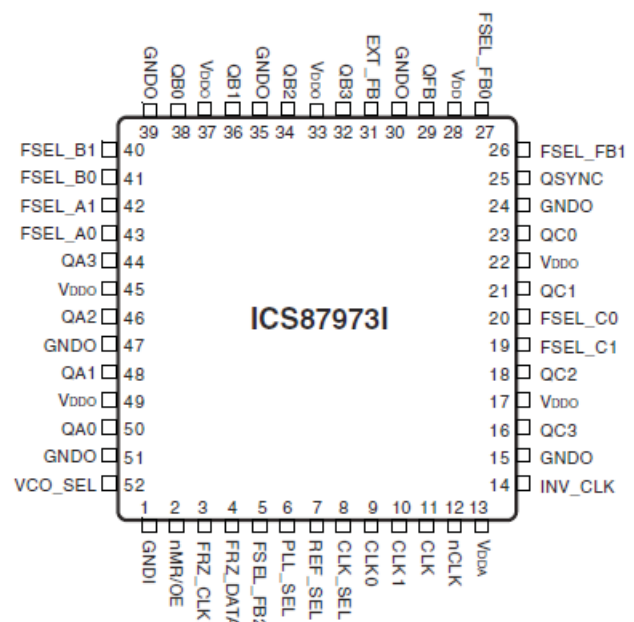 GNDO QB0 VDDO QB1 GNDO QB2 VDDO QB3 EXT_FB GNDO QFB VDD FSEL_FB0
39 38 37 36 35 34 33 32 31 30 29 28 27
FSEL_B1 40 26 FSEL_FB1
FSEL_B0 41 25 QSYNC
FSEL_A1 42 24 GNDO
FSEL_A0 43 23 QC0
QA3 44 22 VDDO
VDDO 45 21 QC1
QA2 46 ICS87973I 20 FSEL_C0
GNDO 47 19 FSEL_C1
QA1 48 18 QC2
VDDO 49 17 VDDO
QA0 50 16 QC3
GNDO 51 15 GNDO
VCO_SEL 52 14 INV_CLK
1 2 3 4 5 6 7 8 9 10 11 12 13
GNDI nMR/OE FRZ_CLK FRZ_DATA FSEL_FB2 PLL_SEL REF_SEL CLK_SEL CLK0 CLK1 CLK nCLK VDDA